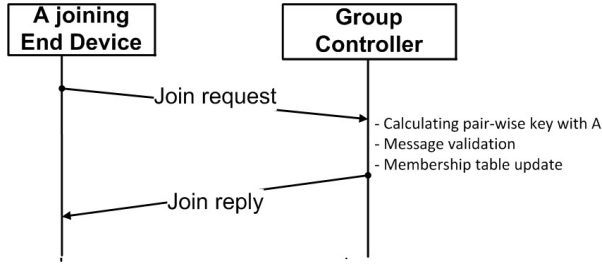 A joining
End Device
Group
Controller
Join request
- Calculating pair-wise key with A
- Message validation
- Membership table update
Join reply